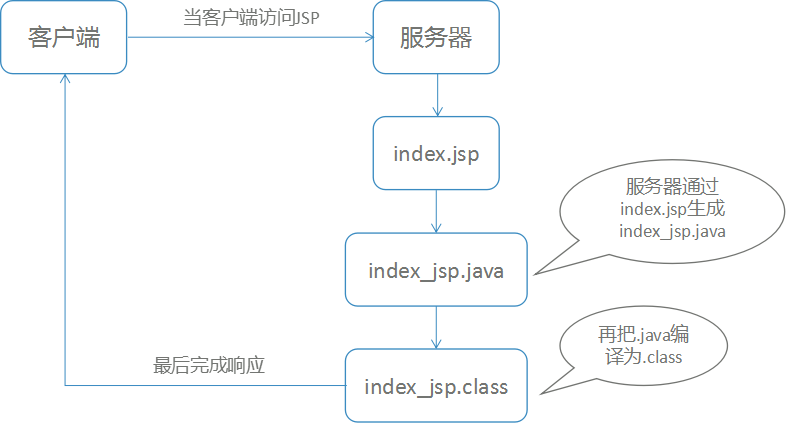 客户端
当客户端访问JSP
服务器
index.jsp
服务器通过
index.jsp生成
index_jsp.java
index_jsp.java
再把.java编
译为.class
最后完成响应
index_jsp.class